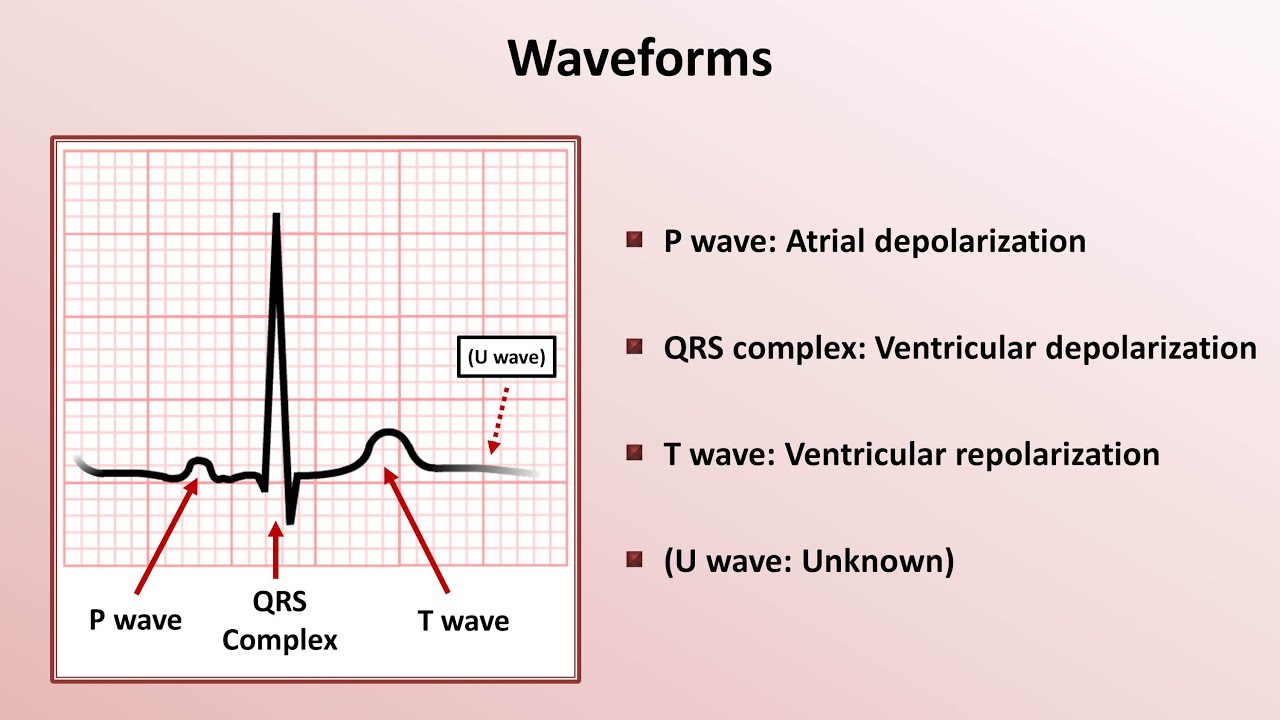 Waveforms
(U wave)
P wave
QRS
Complex
T wave
P wave: Atrial depolarization
QRS complex: Ventricular depolarization
T wave: Ventricular repolarization
(U wave: Unknown)